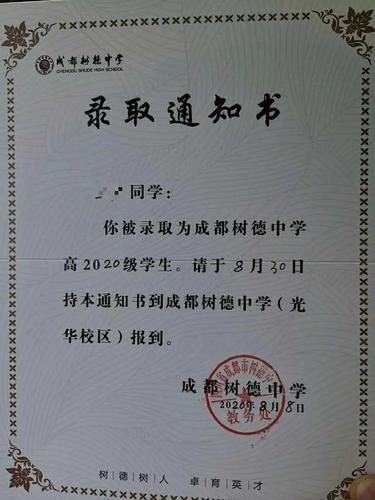 成都树德中学
CHENGDU SHUDE HIGH SCHOOL
录取通知书
同学：
你被录取为成都树德中学
高2020级学生。请于8月30日
持本通知书到成都树德中学（光
华校区）报到。
成都树德中学
教务处
2020年8月8日
树|德|树|人 卓|育|英|才